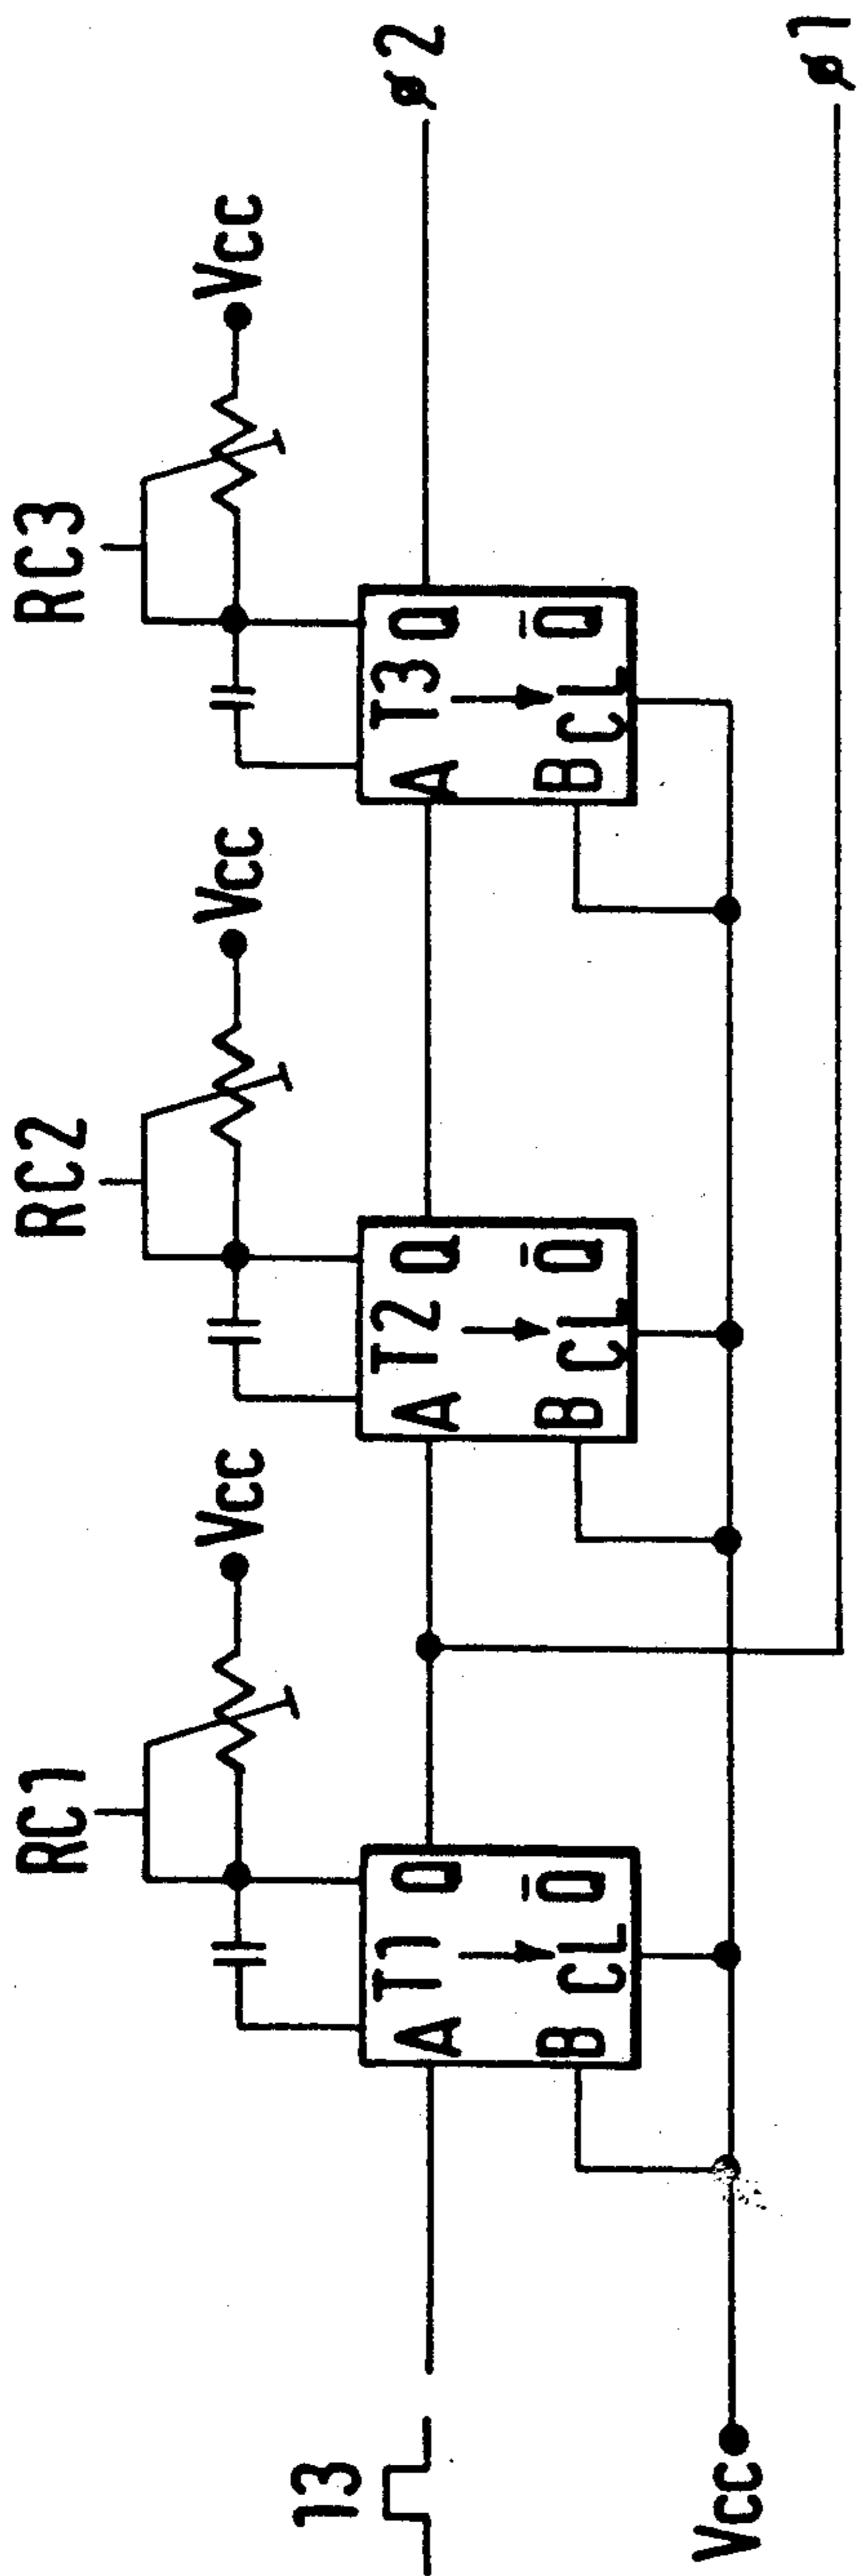 RC1
RC2
RC3
Vcc
Vcc
Vcc
T1
A
Q
B
CL
Q̅
T2
A
Q
B
CL
Q̅
T3
A
Q
B
CL
Q̅
13
ø2
Vcc
ø1